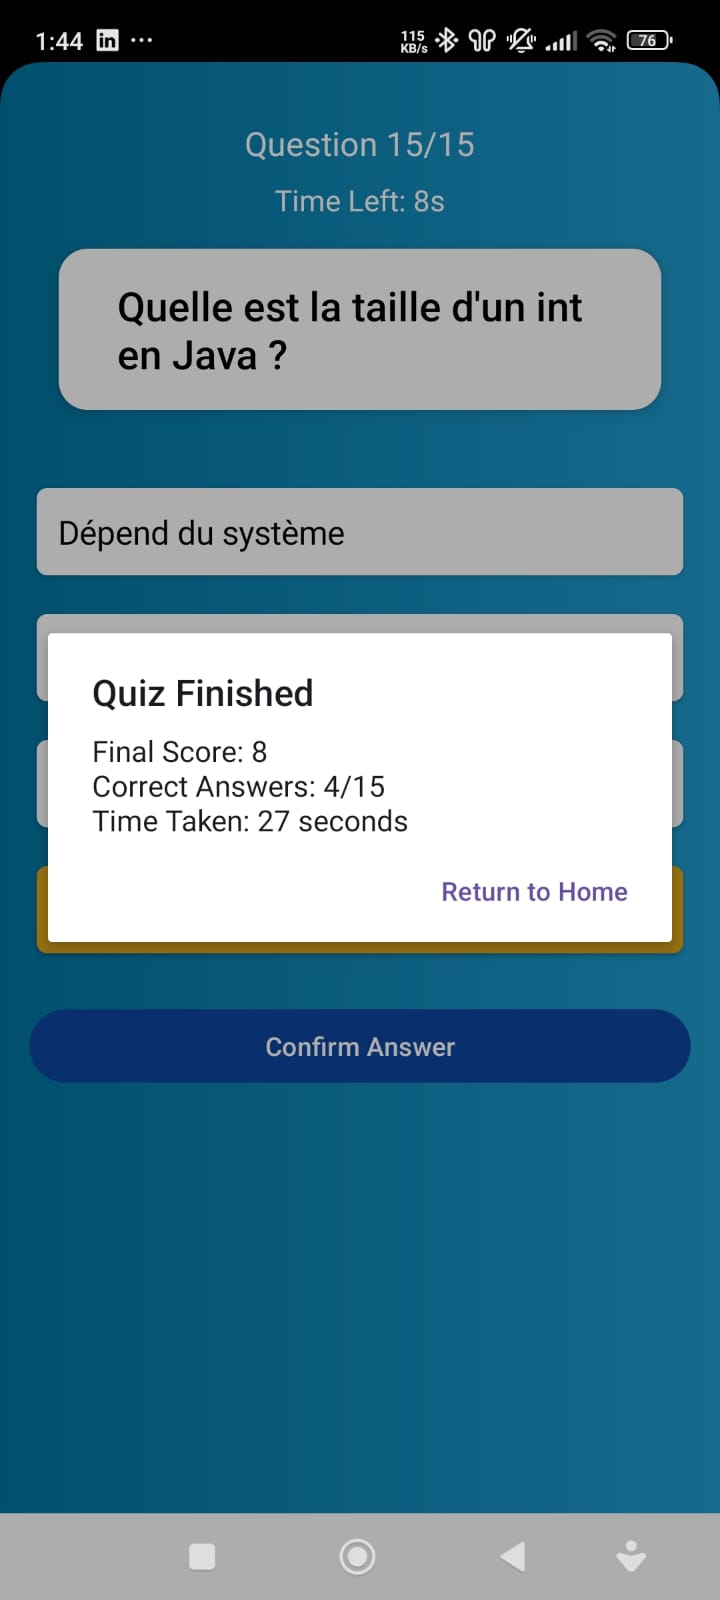 1:44 in ...
115
KB/s
76
Question 15/15
Time Left: 8s
Quelle est la taille d'un int
en Java ?
Dépend du système
Quiz Finished
Final Score: 8
Correct Answers: 4/15
Time Taken: 27 seconds
Return to Home
Confirm Answer